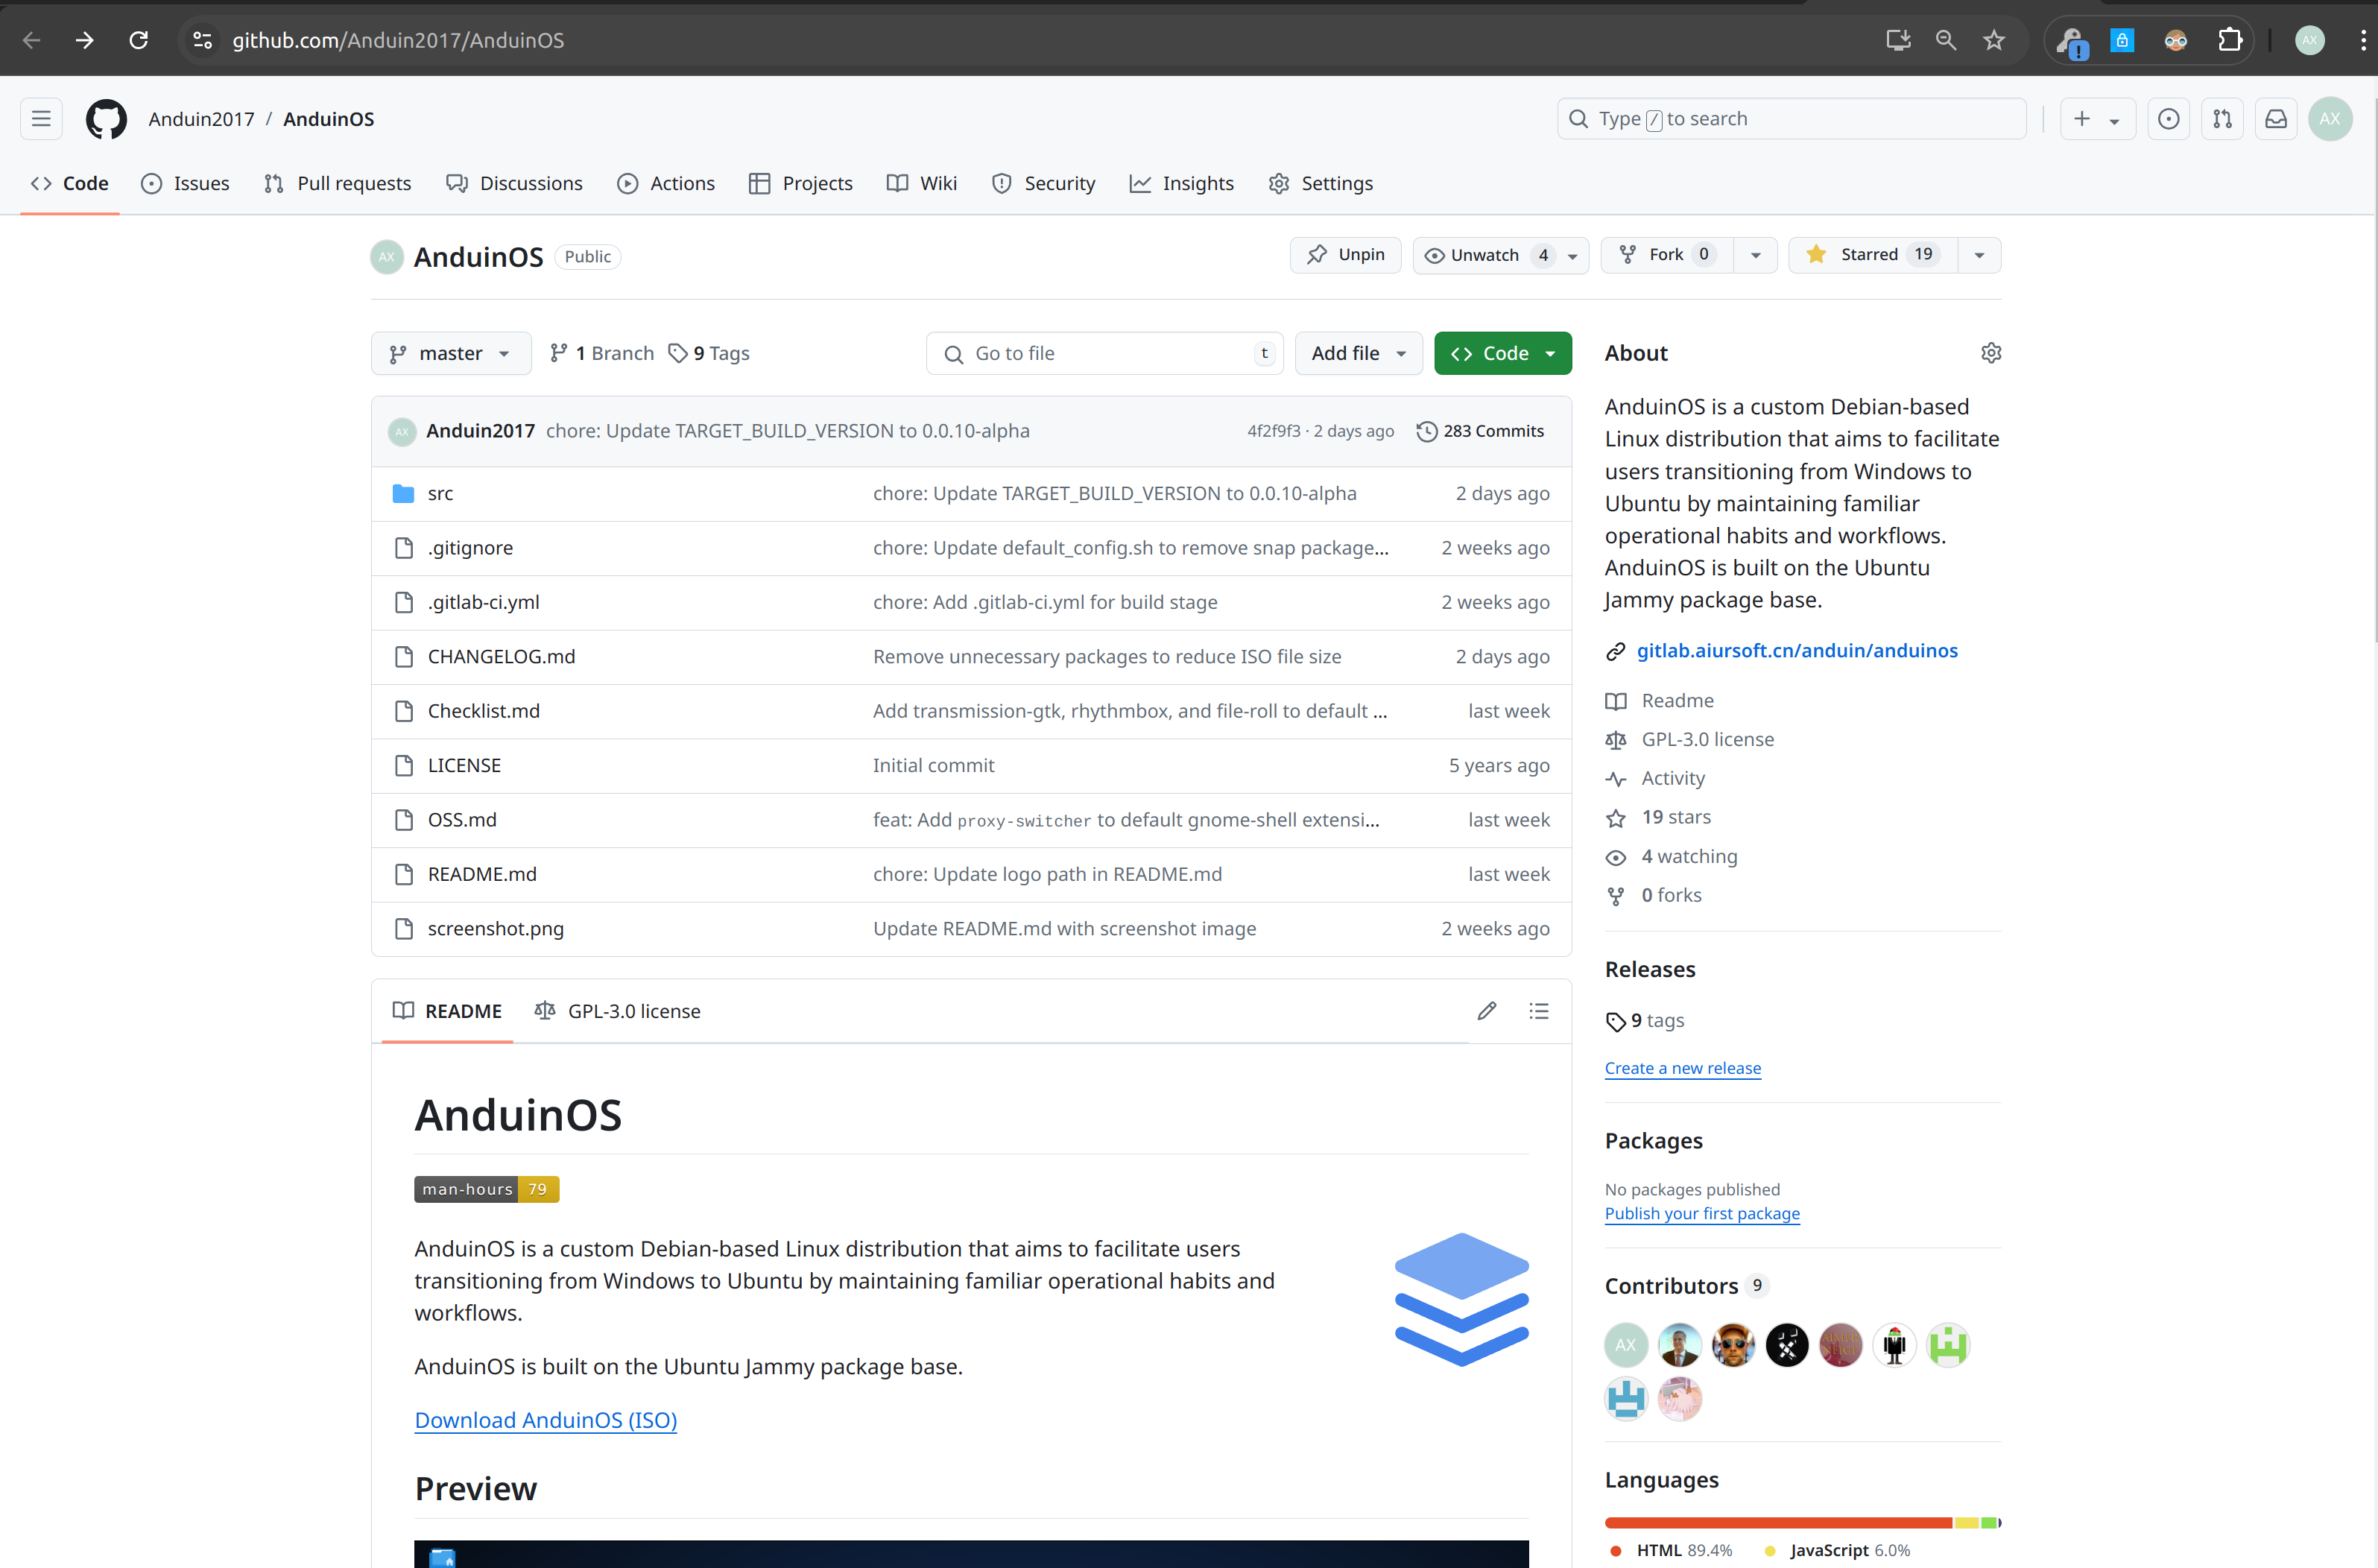 github.com/Anduin2017/AnduinOS
AX
Anduin2017 / AnduinOS
Type / to search
AX
Code
Issues
Pull requests
Discussions
Actions
Projects
Wiki
Security
Insights
Settings
AX
AnduinOS
Public
Unpin
Unwatch 4
Fork 0
Starred 19
master
1 Branch
9 Tags
Go to file
t
Add file
Code
AX
Anduin2017 chore: Update TARGET_BUILD_VERSION to 0.0.10-alpha
4f2f9f3 · 2 days ago
283 Commits
src chore: Update TARGET_BUILD_VERSION to 0.0.10-alpha 2 days ago
.gitignore chore: Update default_config.sh to remove snap package... 2 weeks ago
.gitlab-ci.yml chore: Add .gitlab-ci.yml for build stage 2 weeks ago
CHANGELOG.md Remove unnecessary packages to reduce ISO file size 2 days ago
Checklist.md Add transmission-gtk, rhythmbox, and file-roll to default ... last week
LICENSE Initial commit 5 years ago
OSS.md feat: Add proxy-switcher to default gnome-shell extensi... last week
README.md chore: Update logo path in README.md last week
screenshot.png Update README.md with screenshot image 2 weeks ago
README
GPL-3.0 license
AnduinOS
man-hours 79
AnduinOS is a custom Debian-based Linux distribution that aims to facilitate users
transitioning from Windows to Ubuntu by maintaining familiar operational habits and
workflows.
AnduinOS is built on the Ubuntu Jammy package base.
Download AnduinOS (ISO)
Preview
About
AnduinOS is a custom Debian-based
Linux distribution that aims to facilitate
users transitioning from Windows to
Ubuntu by maintaining familiar
operational habits and workflows.
AnduinOS is built on the Ubuntu
Jammy package base.
gitlab.aiursoft.cn/anduin/anduinos
Readme
GPL-3.0 license
Activity
19 stars
4 watching
0 forks
Releases
9 tags
Create a new release
Packages
No packages published
Publish your first package
Contributors 9
AX
Languages
HTML 89.4%
JavaScript 6.0%